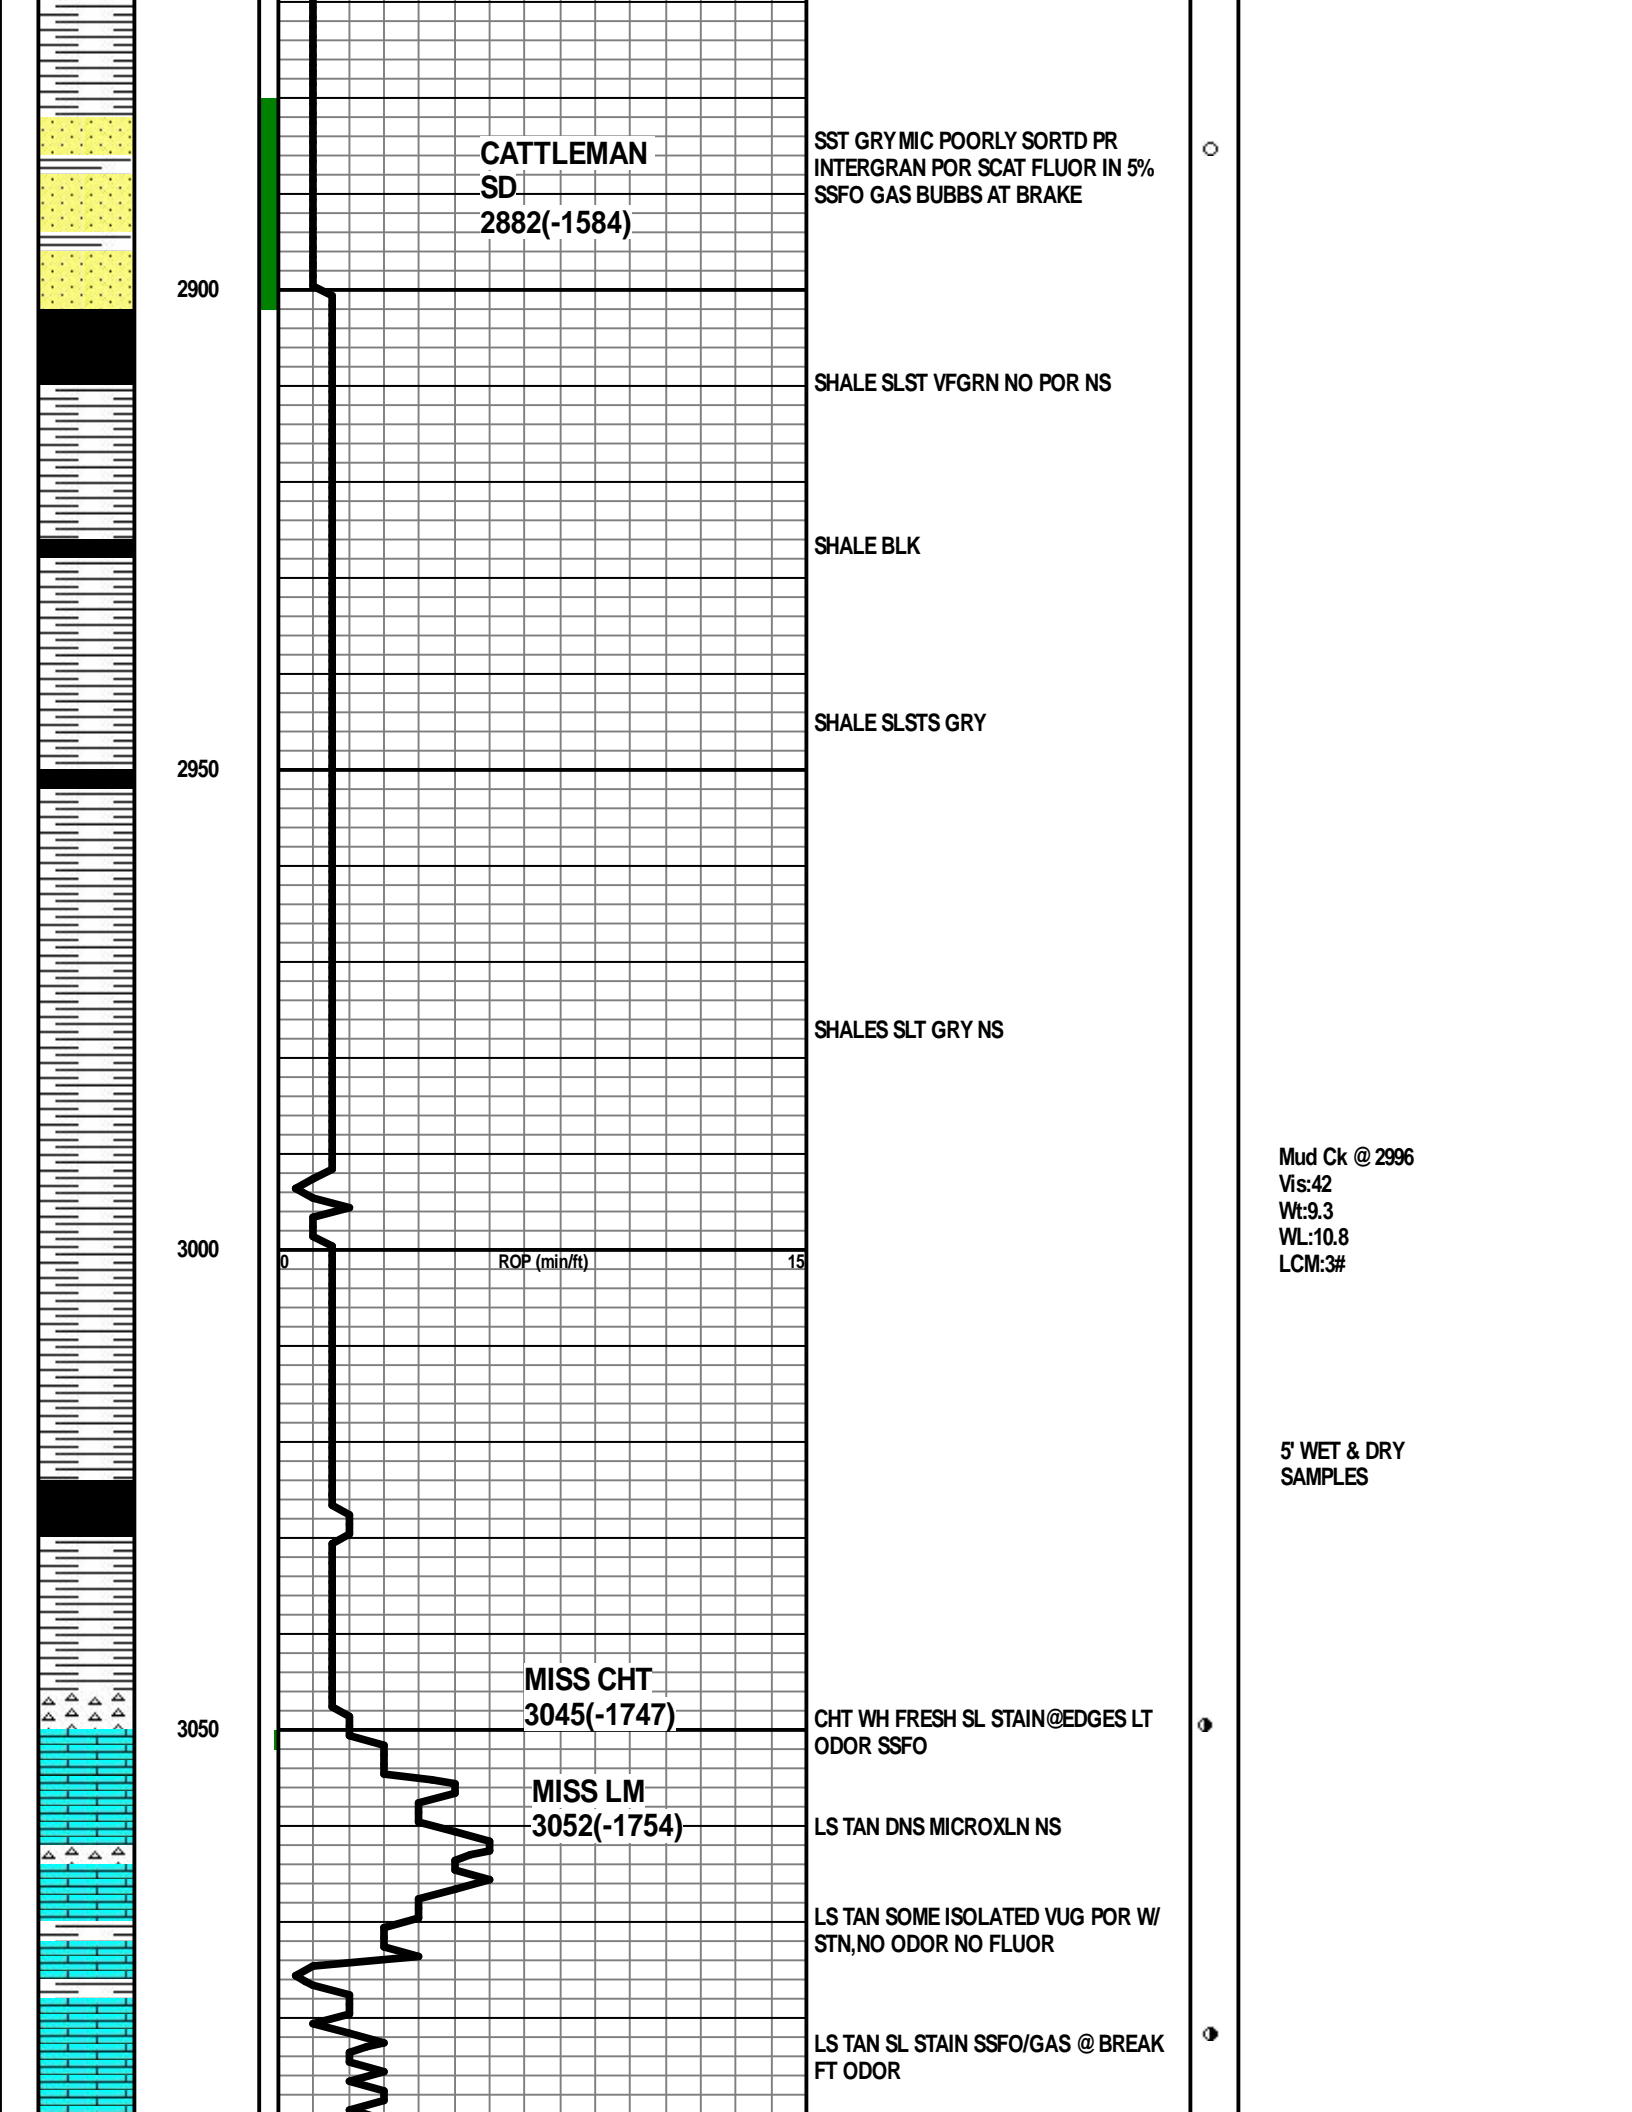 CATTLEMAN
SD
2882(-1584)
SST GRY MIC POORLY SORTD PR
INTERGRAN POR SCAT FLUOR IN 5%
SSFO GAS BUBBS AT BRAKE
2900
SHALE SLST VFGRN NO POR NS
SHALE BLK
SHALE SLSTS GRY
2950
SHALES SLT GRY NS
Mud Ck @ 2996
Vis:42
Wt:9.3
WL:10.8
LCM:3#
3000
0 ROP (min/ft) 15
5' WET & DRY
SAMPLES
MISS CHT
3045(-1747)
3050
CHT WH FRESH SL STAIN@EDGES LT
ODOR SSFO
MISS LM
3052(-1754)
LS TAN DNS MICROXLN NS
LS TAN SOME ISOLATED VUG POR W/
STN,NO ODOR NO FLUOR
LS TAN SL STAIN SSFO/GAS @ BREAK
FT ODOR